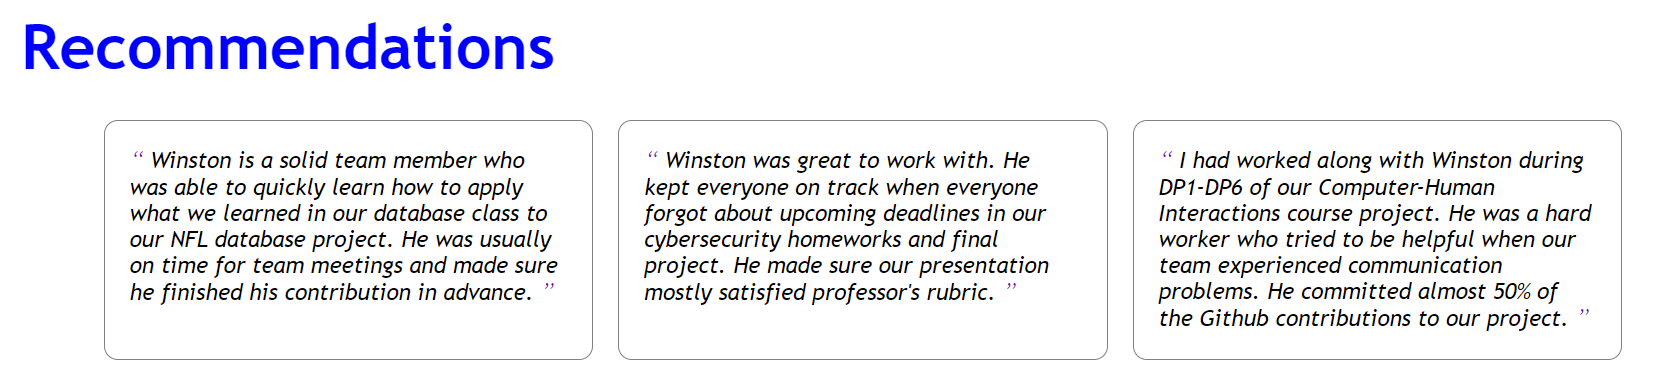 Recommendations
“ Winston is a solid team member who
was able to quickly learn how to apply
what we learned in our database class to
our NFL database project. He was usually
on time for team meetings and made sure
he finished his contribution in advance. ”
“ Winston was great to work with. He
kept everyone on track when everyone
forgot about upcoming deadlines in our
cybersecurity homeworks and final
project. He made sure our presentation
mostly satisfied professor's rubric. ”
“ I had worked along with Winston during
DP1-DP6 of our Computer-Human
Interactions course project. He was a hard
worker who tried to be helpful when our
team experienced communication
problems. He committed almost 50% of
the Github contributions to our project. ”